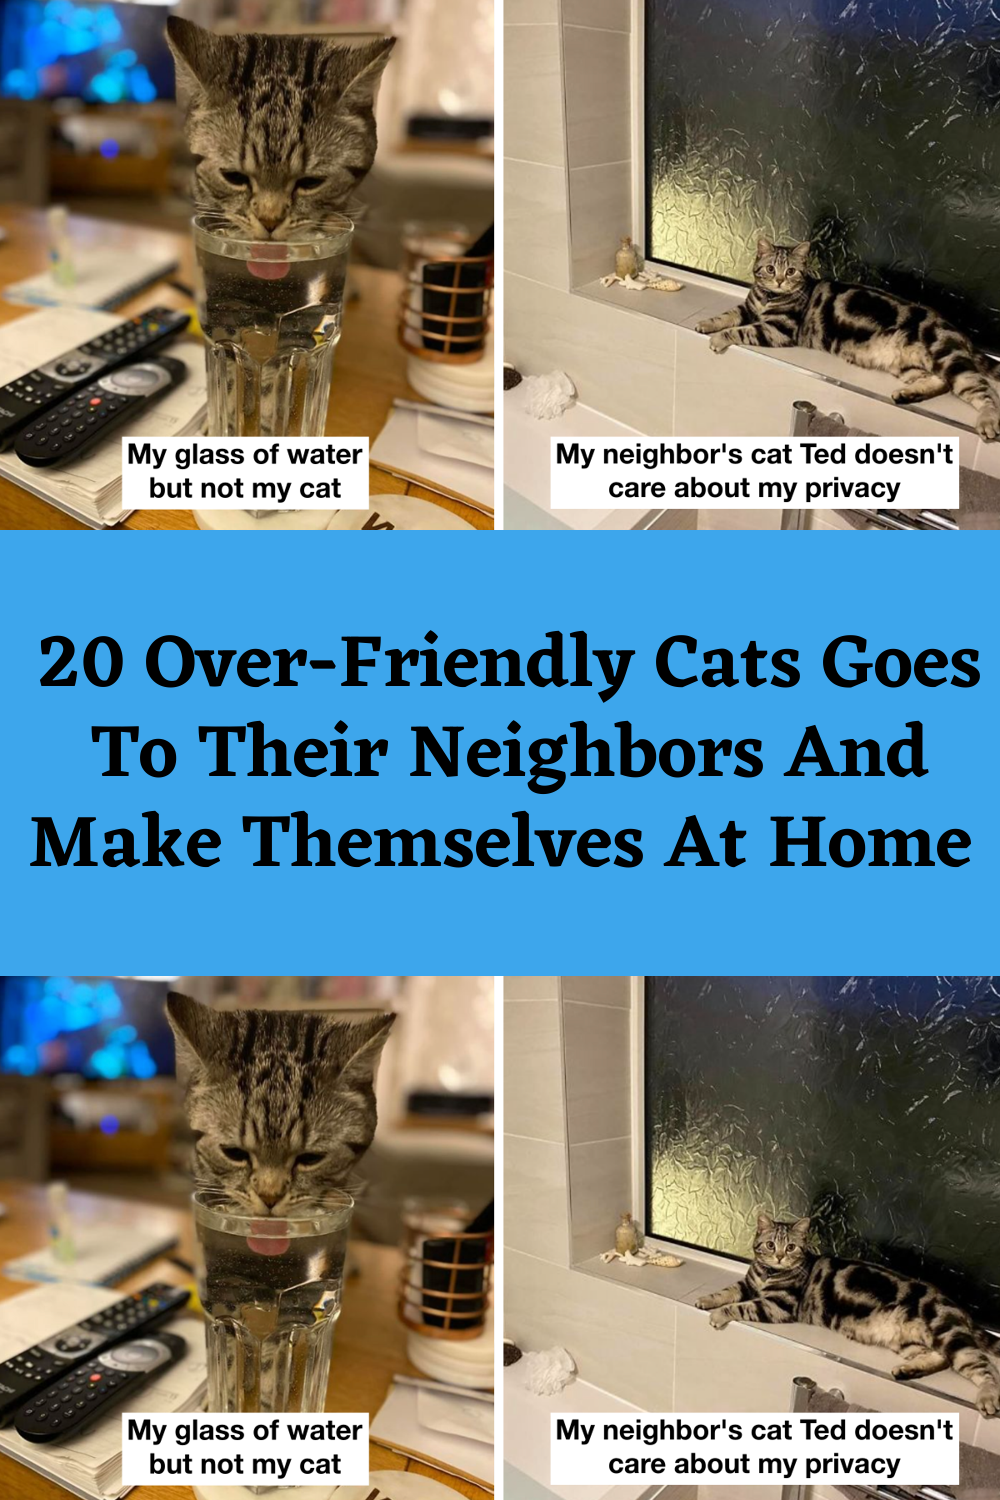 My glass of water
but not my cat
My neighbor's cat Ted doesn't
care about my privacy
20 Over-Friendly Cats Goes
To Their Neighbors And
Make Themselves At Home
My glass of water
but not my cat
My neighbor's cat Ted doesn't
care about my privacy